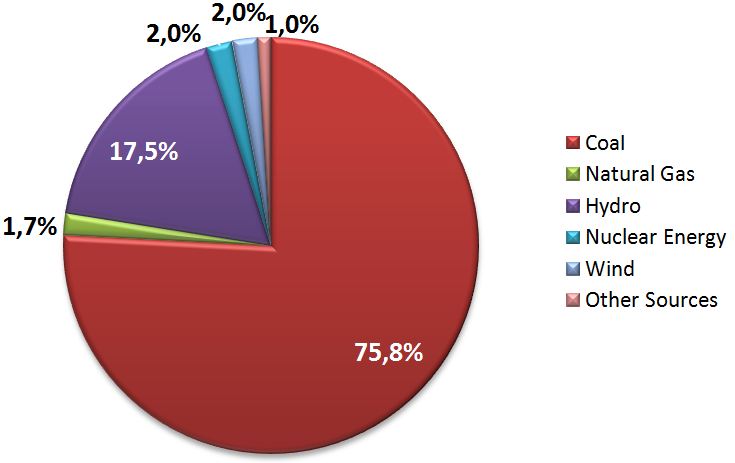 2,0%
1,0%
2,0%
17,5%
1,7%
75,8%
Coal
Natural Gas
Hydro
Nuclear Energy
Wind
Other Sources